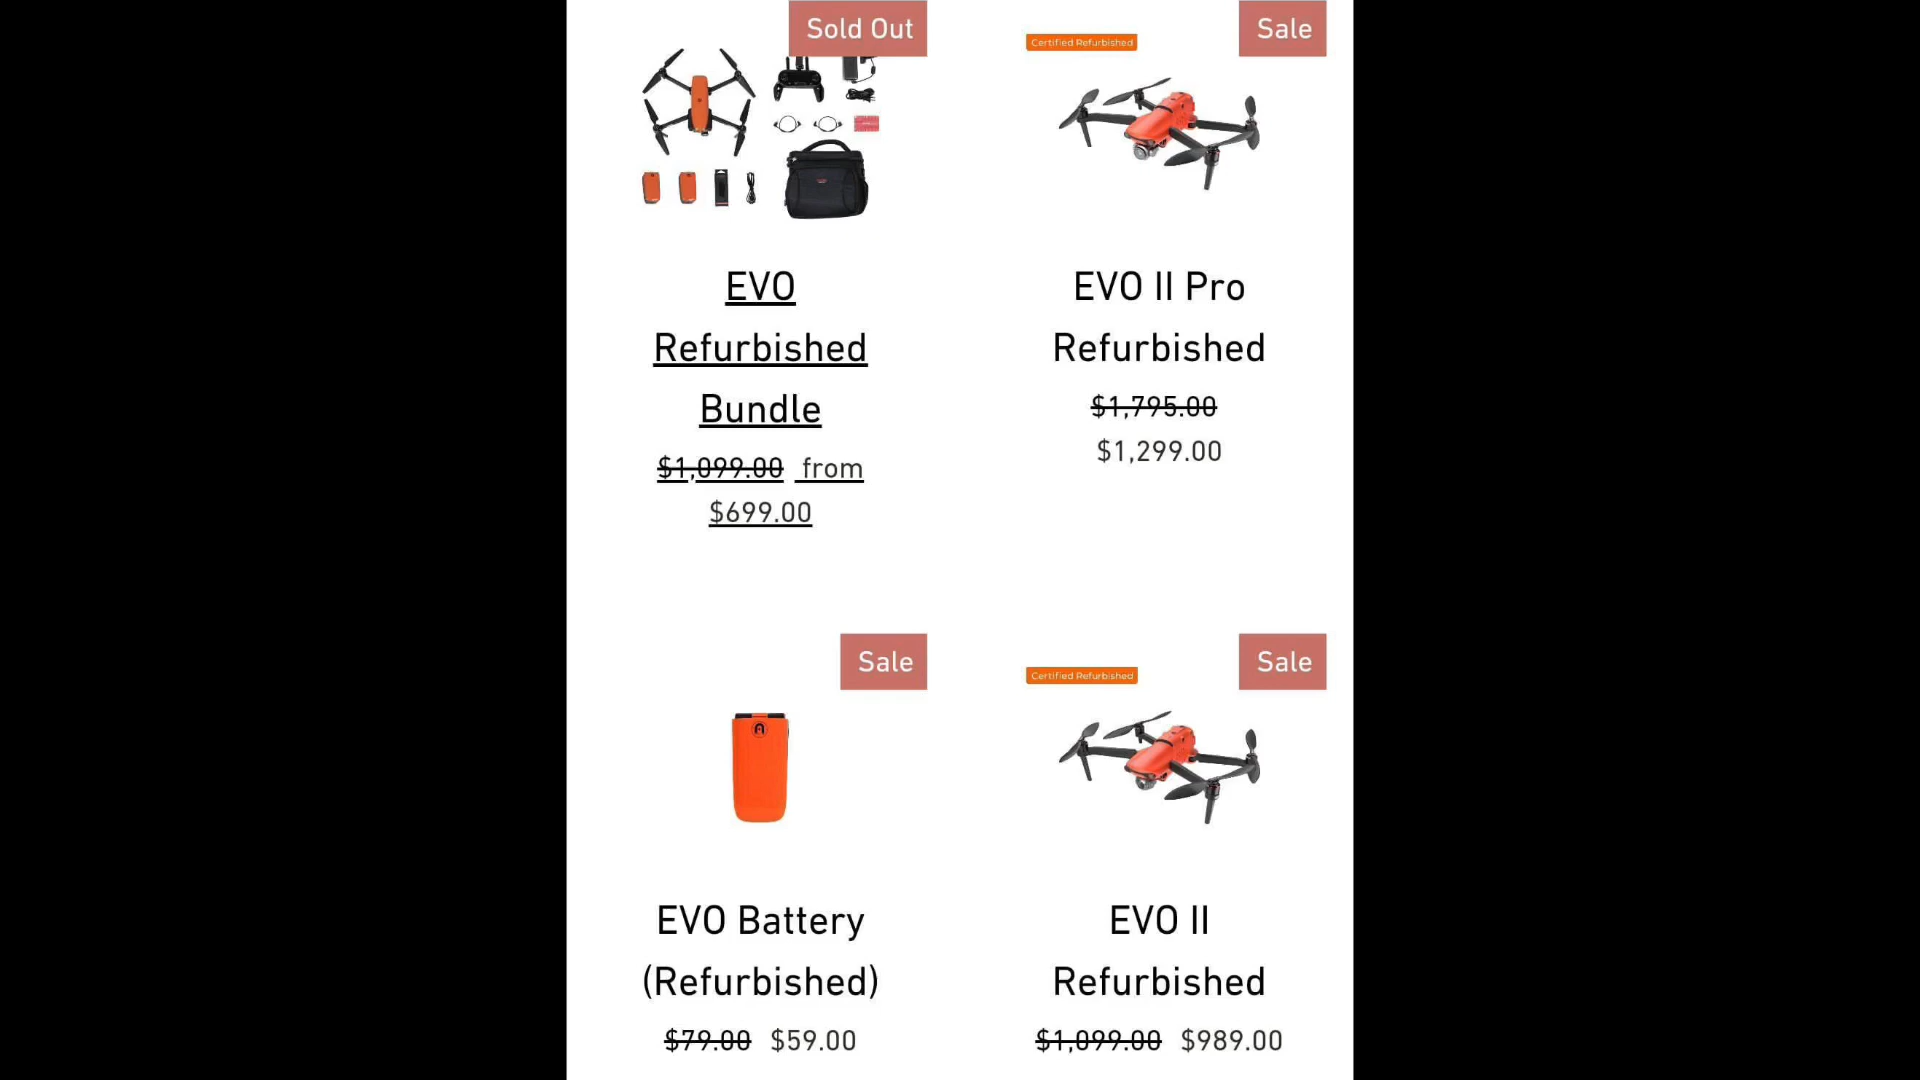 Sold Out
EVO
Refurbished
Bundle
$1,099.00 from
$699.00
Certified Refurbished
Sale
EVO II Pro
Refurbished
$1,795.00
$1,299.00
Sale
EVO Battery
(Refurbished)
$79.00 $59.00
Certified Refurbished
Sale
EVO II
Refurbished
$1,099.00 $989.00